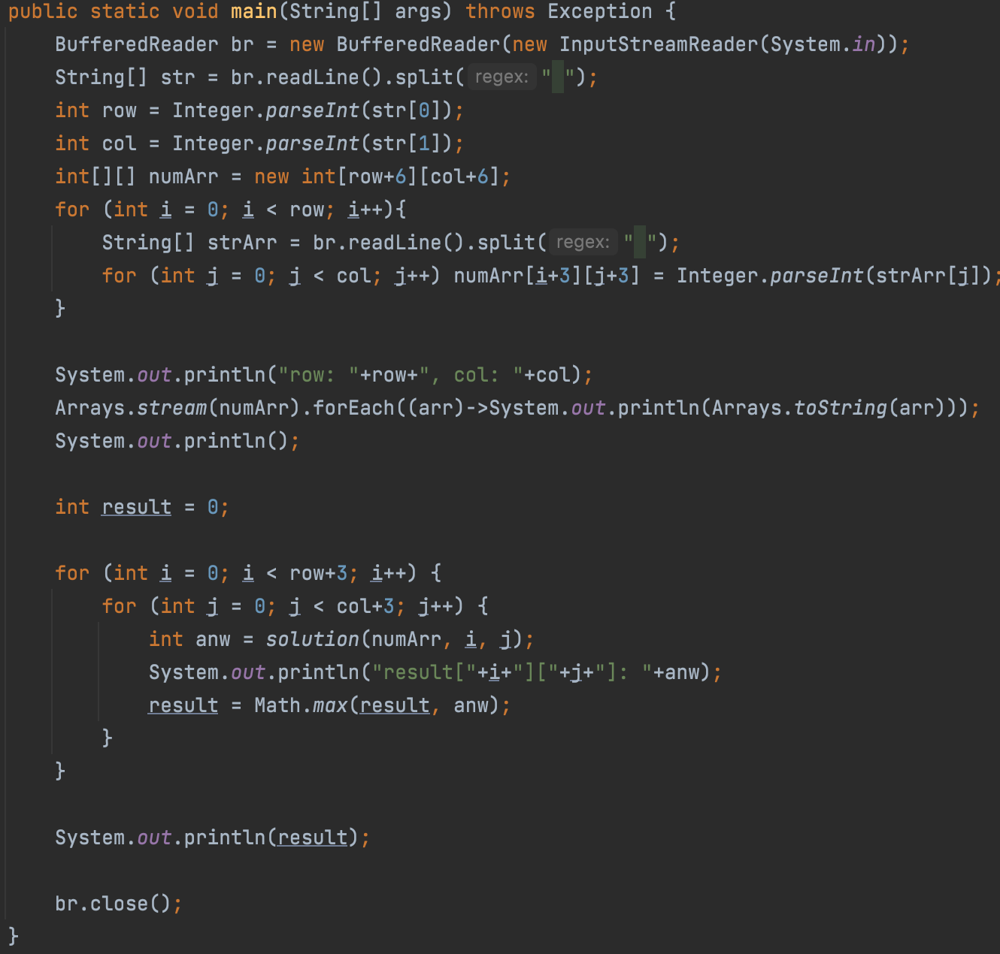 public static void main(String[] args) throws Exception {
    BufferedReader br = new BufferedReader(new InputStreamReader(System.in));
    String[] str = br.readLine().split( regex: " ");
    int row = Integer.parseInt(str[0]);
    int col = Integer.parseInt(str[1]);
    int[][] numArr = new int[row+6][col+6];
    for (int i = 0; i < row; i++){
        String[] strArr = br.readLine().split( regex: " ");
        for (int j = 0; j < col; j++) numArr[i+3][j+3] = Integer.parseInt(strArr[j]);
    }
    System.out.println("row: "+row+", col: "+col);
    Arrays.stream(numArr).forEach((arr)->System.out.println(Arrays.toString(arr)));
    System.out.println();
    int result = 0;
    for (int i = 0; i < row+3; i++) {
        for (int j = 0; j < col+3; j++) {
            int anw = solution(numArr, i, j);
            System.out.println("result["+i+"]["+j+"]: "+anw);
            result = Math.max(result, anw);
        }
    }
    System.out.println(result);
    br.close();
}